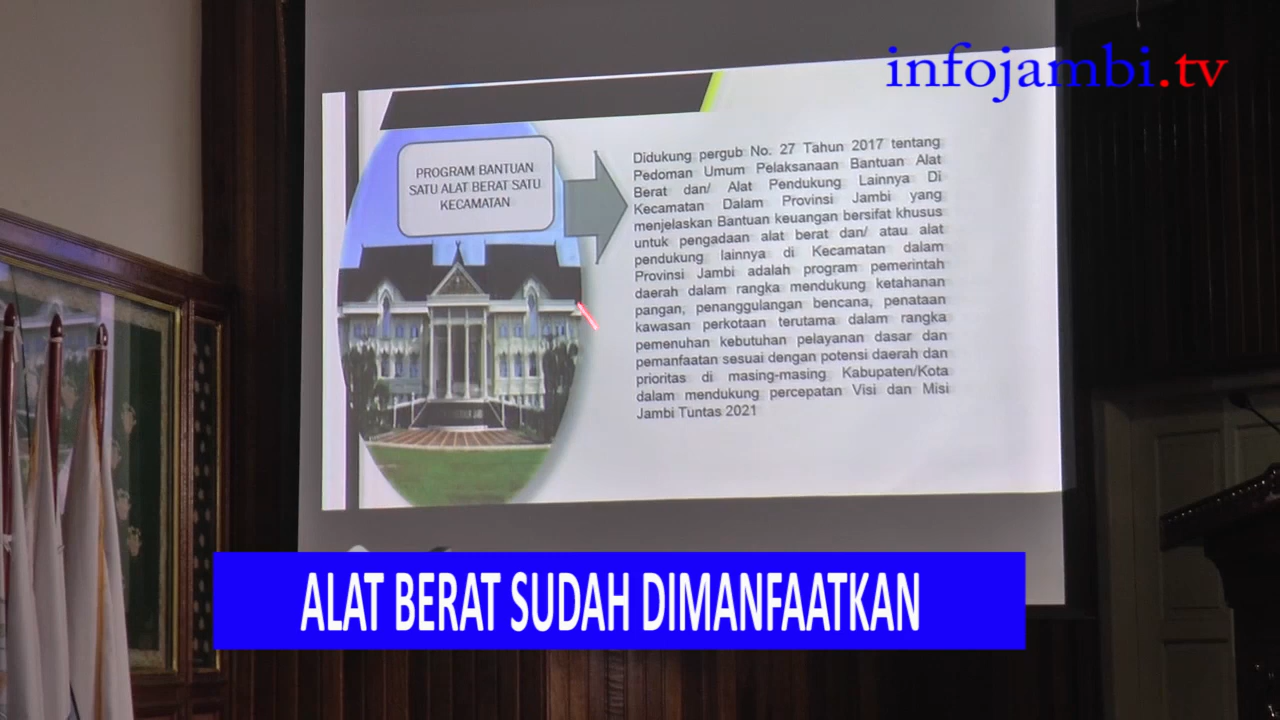 infojambi.tv
PROGRAM BANTUAN
SATU ALAT BERAT SATU
KECAMATAN
Didukung pergub No. 27 Tahun 2017 tentang
Pedoman Umum Pelaksanaan Bantuan Alat
Berat dan/ Alat Pendukung Lainnya Di
Kecamatan Dalam Provinsi Jambi yang
menjelaskan Bantuan keuangan bersifat khusus
untuk pengadaan alat berat dan/ atau alat
pendukung lainnya di Kecamatan dalam
Provinsi Jambi adalah program pemerintah
daerah dalam rangka mendukung ketahanan
pangan, penanggulangan bencana, penataan
kawasan perkotaan terutama dalam rangka
pemenuhan kebutuhan pelayanan dasar dan
pemanfaatan sesuai dengan potensi daerah dan
prioritas di masing-masing Kabupaten/Kota
dalam mendukung percepatan Visi dan Misi
Jambi Tuntas 2021
ALAT BERAT SUDAH DIMANFAATKAN